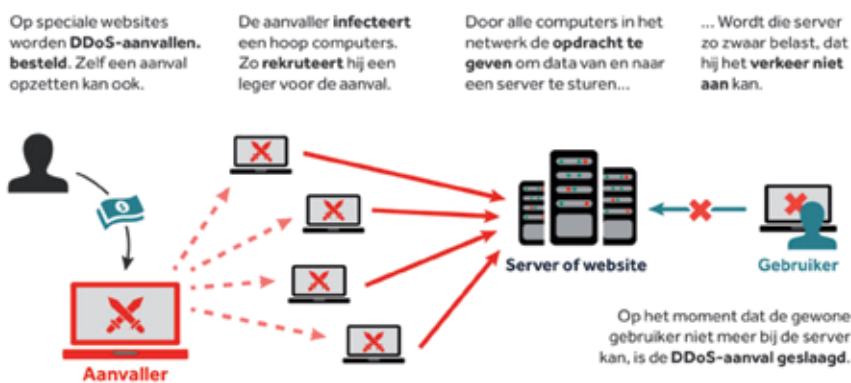 Op speciale websites
worden DDoS-aanvallen.
besteld. Zelf een aanval
opzetten kan ook.
De aanvaller infecteert
een hoop computers.
Zo rekruteert hij een
leger voor de aanval.
Door alle computers in het
netwerk de opdracht te
geven om data van en naar
een server te sturen...
... Wordt die server
zo zwaar belast, dat
hij het verkeer niet
aan kan.
Server of website
Gebruiker
Aanvaller
Op het moment dat de gewone
gebruiker niet meer bij de server
kan, is de DDoS-aanval geslaagd.